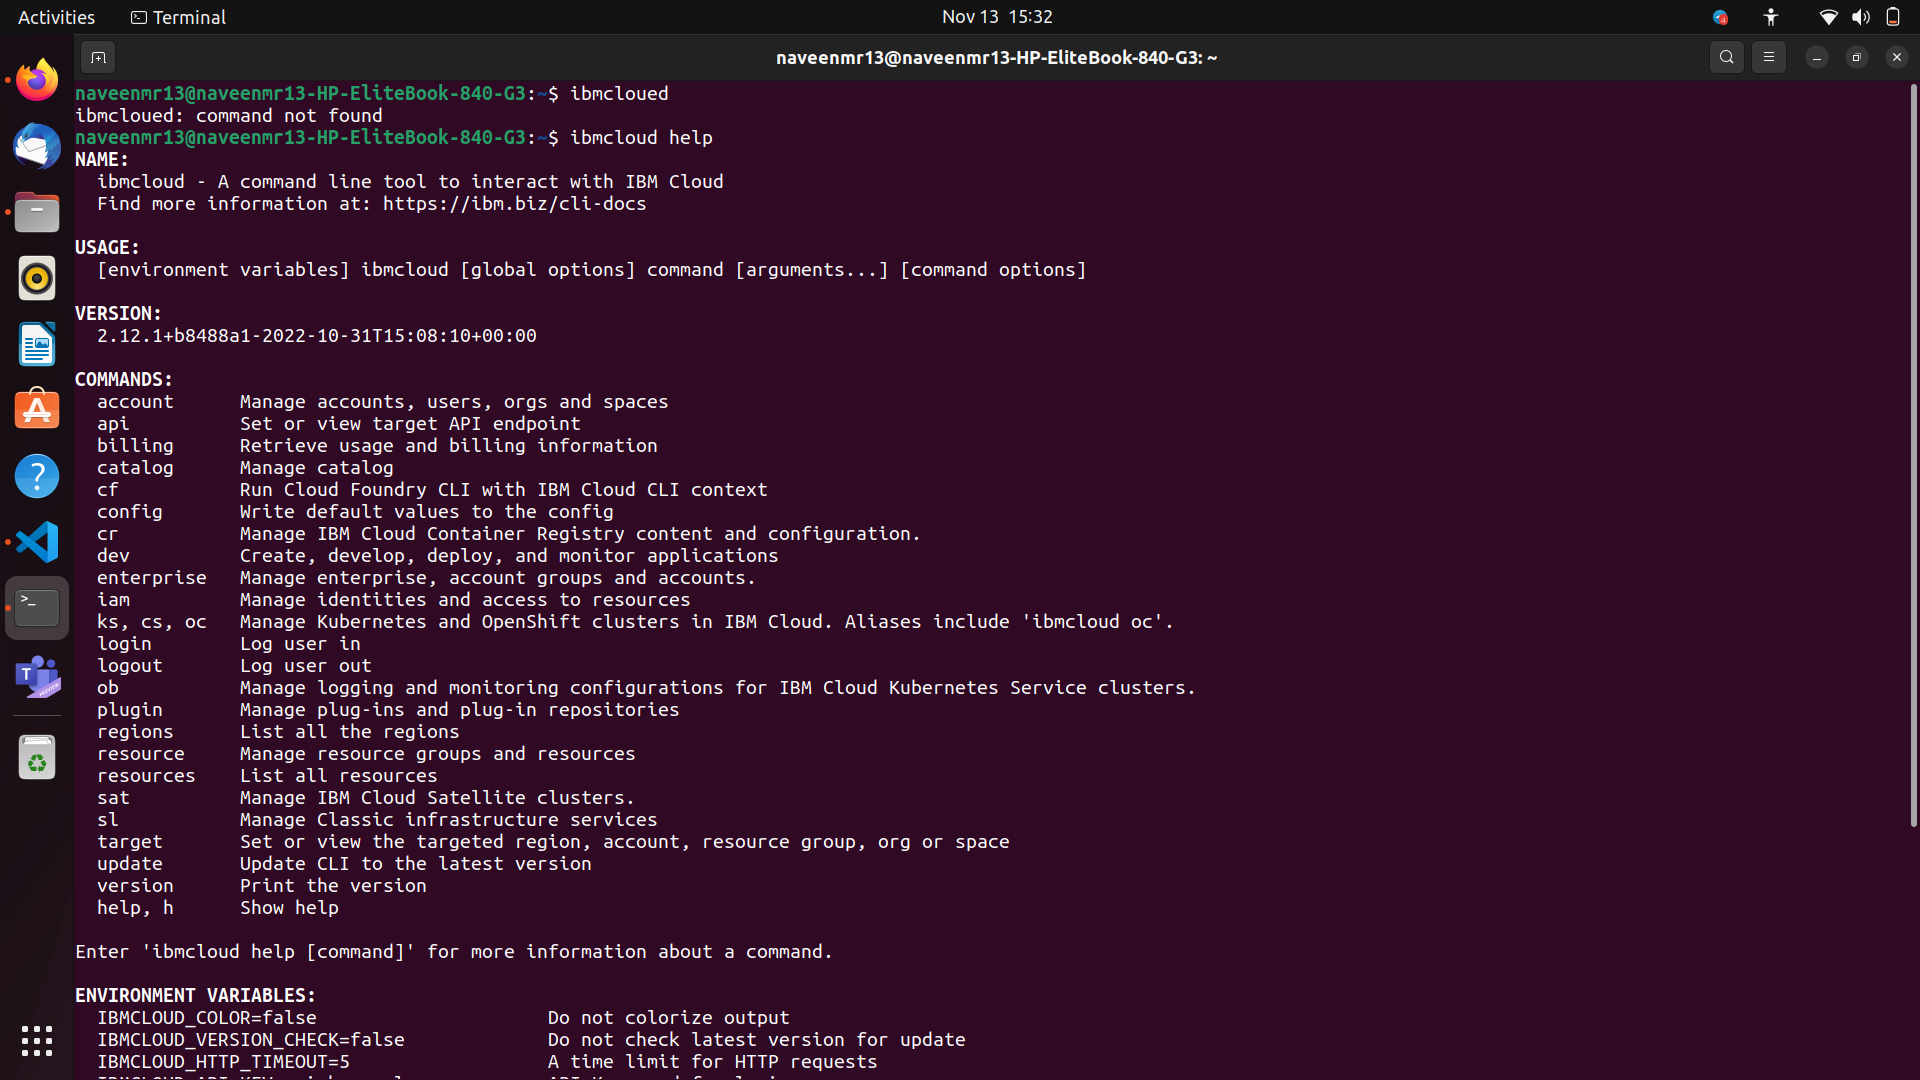 Activities
Terminal
Nov 13 15:32
naveenmr13@naveenmr13-HP-EliteBook-840-G3: ~
naveenmr13@naveenmr13-HP-EliteBook-840-G3:~$ ibmcloued
ibmcloued: command not found
naveenmr13@naveenmr13-HP-EliteBook-840-G3:~$ ibmcloud help
NAME:
  ibmcloud - A command line tool to interact with IBM Cloud
  Find more information at: https://ibm.biz/cli-docs

USAGE:
  [environment variables] ibmcloud [global options] command [arguments...] [command options]

VERSION:
  2.12.1+b8488a1-2022-10-31T15:08:10+00:00

COMMANDS:
  account      Manage accounts, users, orgs and spaces
  api          Set or view target API endpoint
  billing      Retrieve usage and billing information
  catalog      Manage catalog
  cf           Run Cloud Foundry CLI with IBM Cloud CLI context
  config       Write default values to the config
  cr           Manage IBM Cloud Container Registry content and configuration.
  dev          Create, develop, deploy, and monitor applications
  enterprise   Manage enterprise, account groups and accounts.
  iam          Manage identities and access to resources
  ks, cs, oc   Manage Kubernetes and OpenShift clusters in IBM Cloud. Aliases include 'ibmcloud oc'.
  login        Log user in
  logout       Log user out
  ob           Manage logging and monitoring configurations for IBM Cloud Kubernetes Service clusters.
  plugin       Manage plug-ins and plug-in repositories
  regions      List all the regions
  resource     Manage resource groups and resources
  resources    List all resources
  sat          Manage IBM Cloud Satellite clusters.
  sl           Manage Classic infrastructure services
  target       Set or view the targeted region, account, resource group, org or space
  update       Update CLI to the latest version
  version      Print the version
  help, h      Show help

Enter 'ibmcloud help [command]' for more information about a command.

ENVIRONMENT VARIABLES:
  IBMCLOUD_COLOR=false                     Do not colorize output
  IBMCLOUD_VERSION_CHECK=false             Do not check latest version for update
  IBMCLOUD_HTTP_TIMEOUT=5                  A time limit for HTTP requests